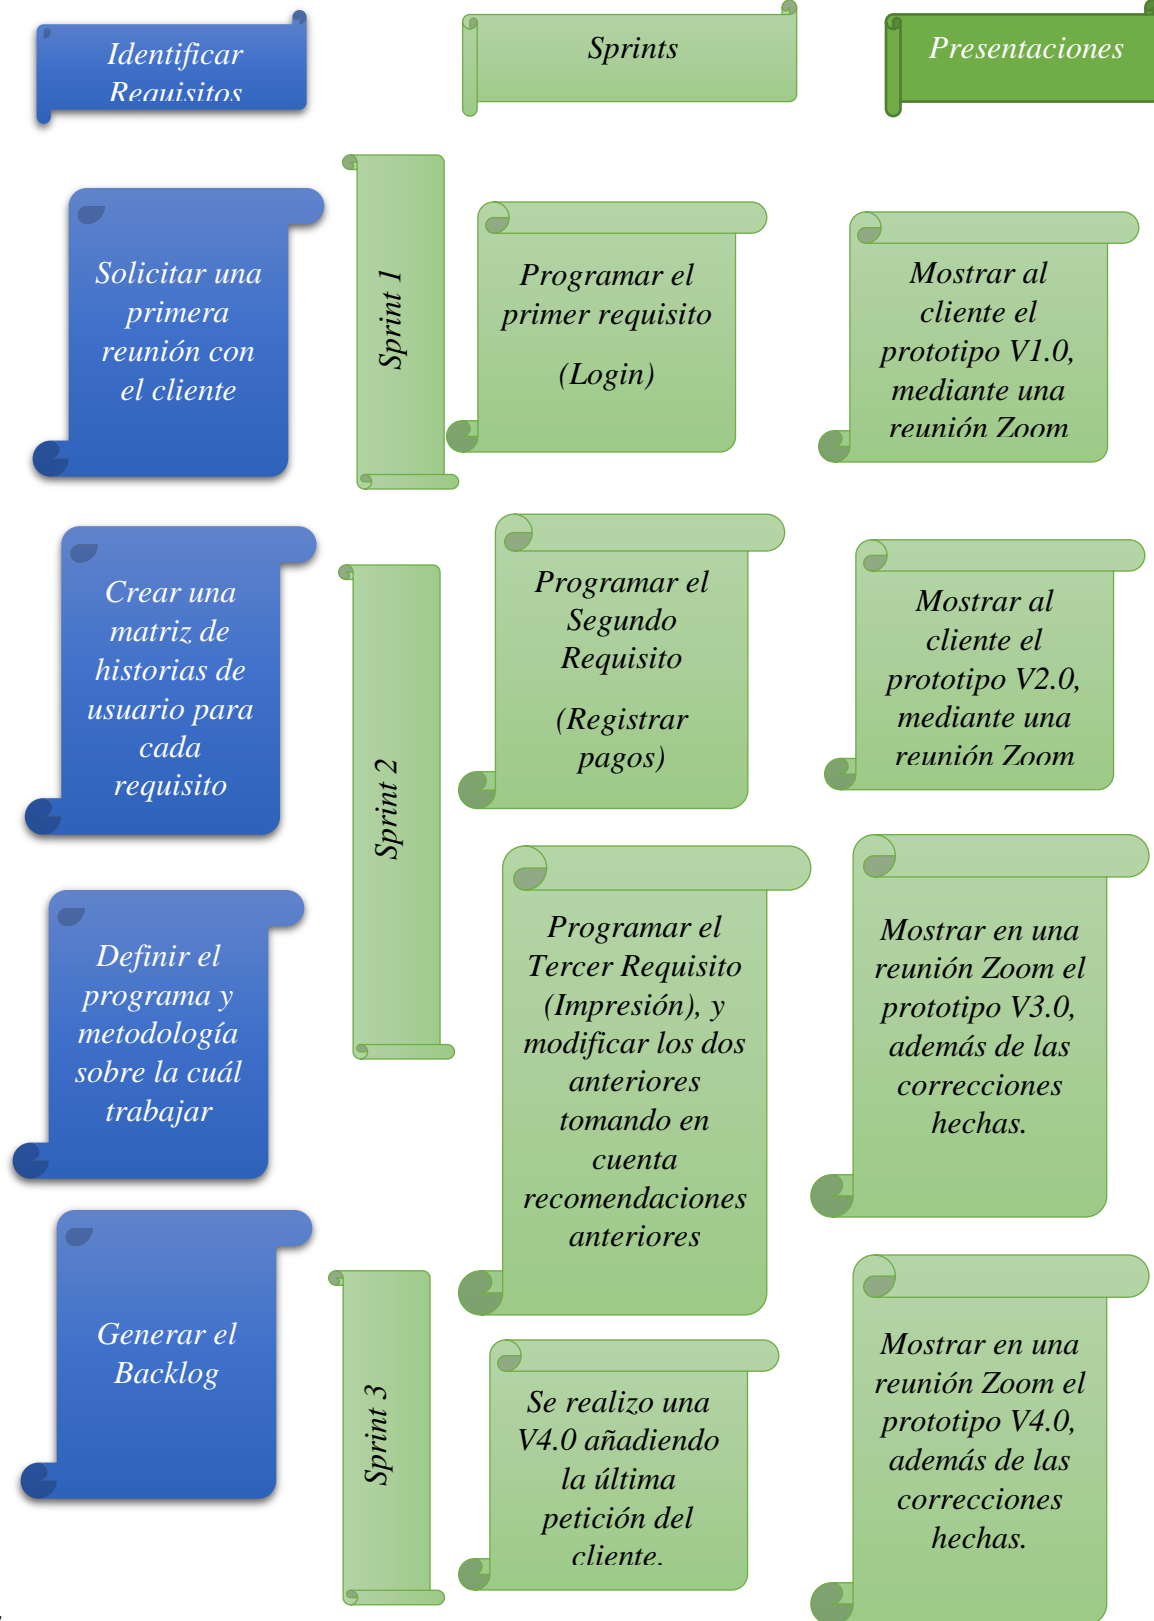 Identificar
Requisitos
Solicitar una
primera
reunión con
el cliente
Crear una
matriz de
historias de
usuario para
cada
requisito
Definir el
programa y
metodología
sobre la cuál
trabajar
Generar el
Backlog
Sprints
Sprint 1
Programar el
primer requisito
(Login)
Sprint 2
Programar el
Segundo
Requisito
(Registrar
pagos)
Programar el
Tercer Requisito
(Impresión), y
modificar los dos
anteriores
tomando en
cuenta
recomendaciones
anteriores
Sprint 3
Se realizo una
V4.0 añadiendo
la última
petición del
cliente.
Presentaciones
Mostrar al
cliente el
prototipo V1.0,
mediante una
reunión Zoom
Mostrar al
cliente el
prototipo V2.0,
mediante una
reunión Zoom
Mostrar en una
reunión Zoom el
prototipo V3.0,
además de las
correcciones
hechas.
Mostrar en una
reunión Zoom el
prototipo V4.0,
además de las
correcciones
hechas.